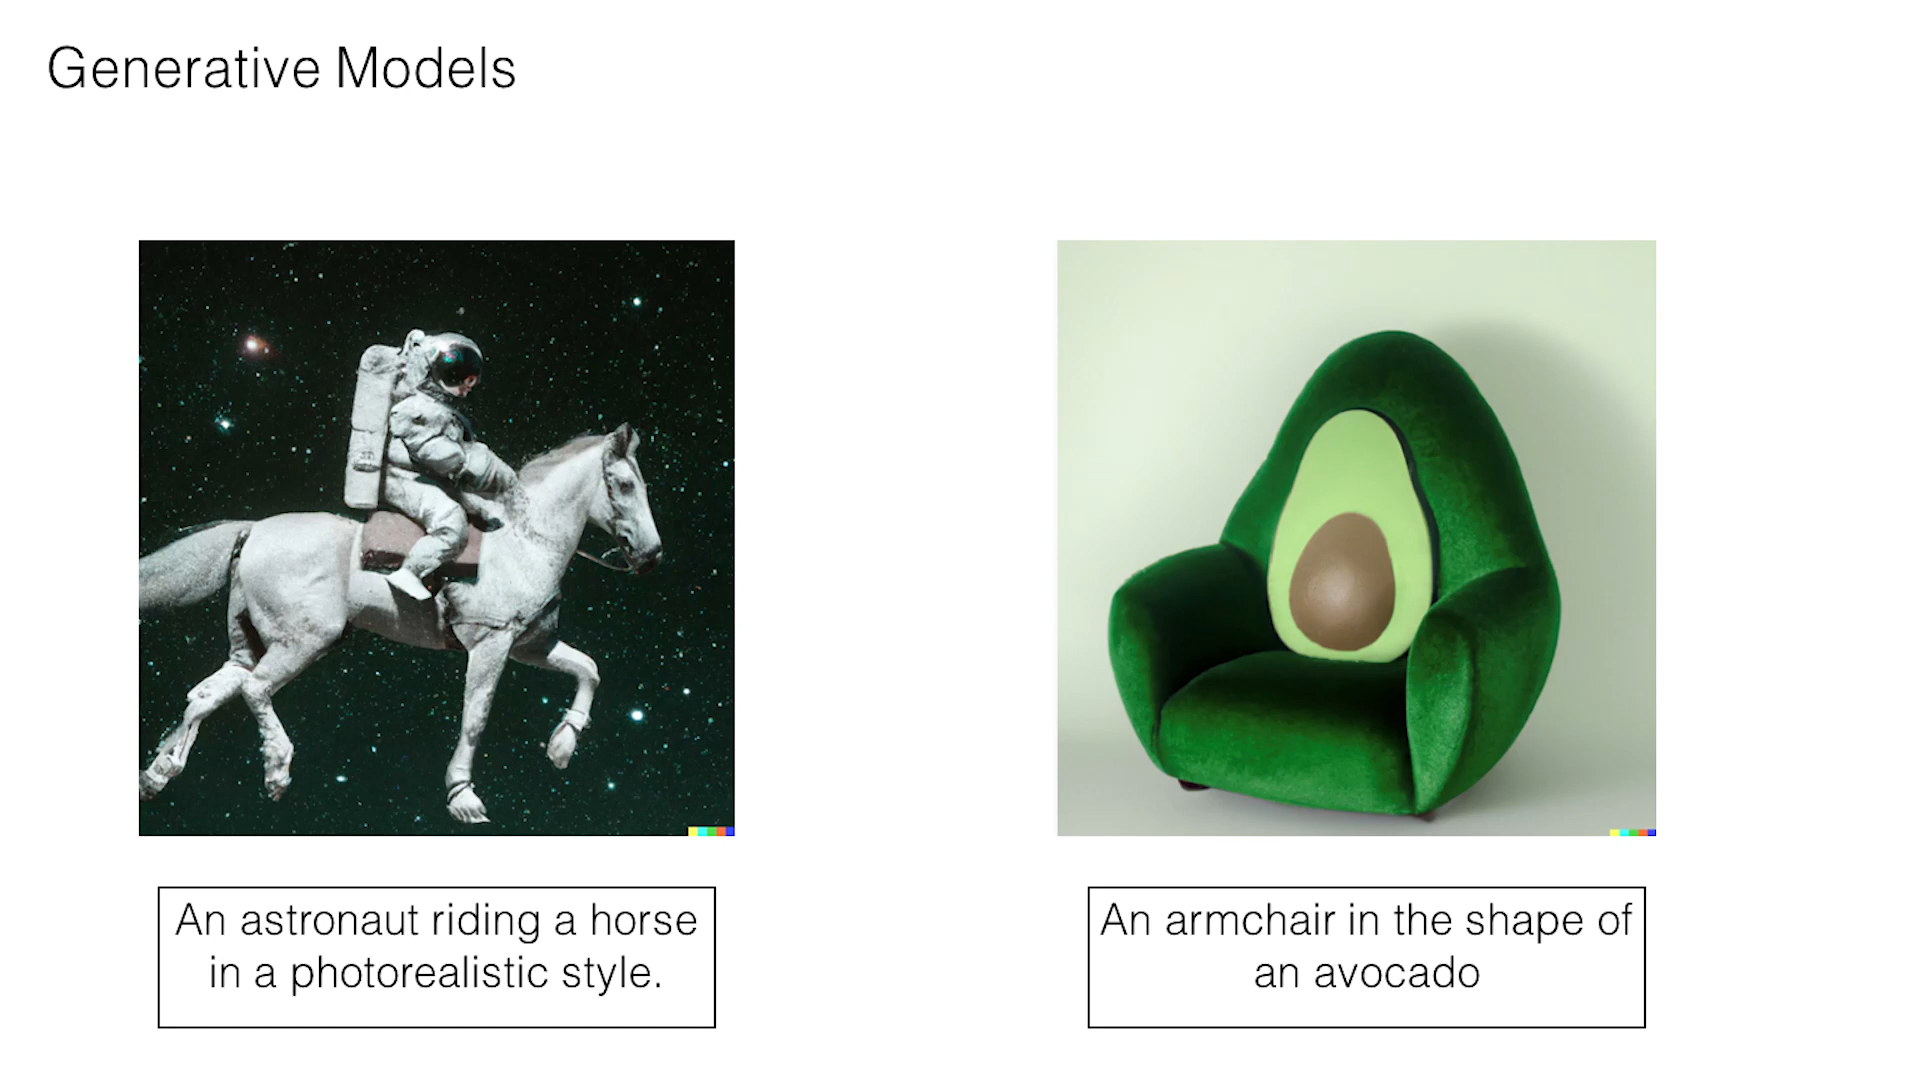 Generative Models
An astronaut riding a horse
in a photorealistic style.
An armchair in the shape of
an avocado